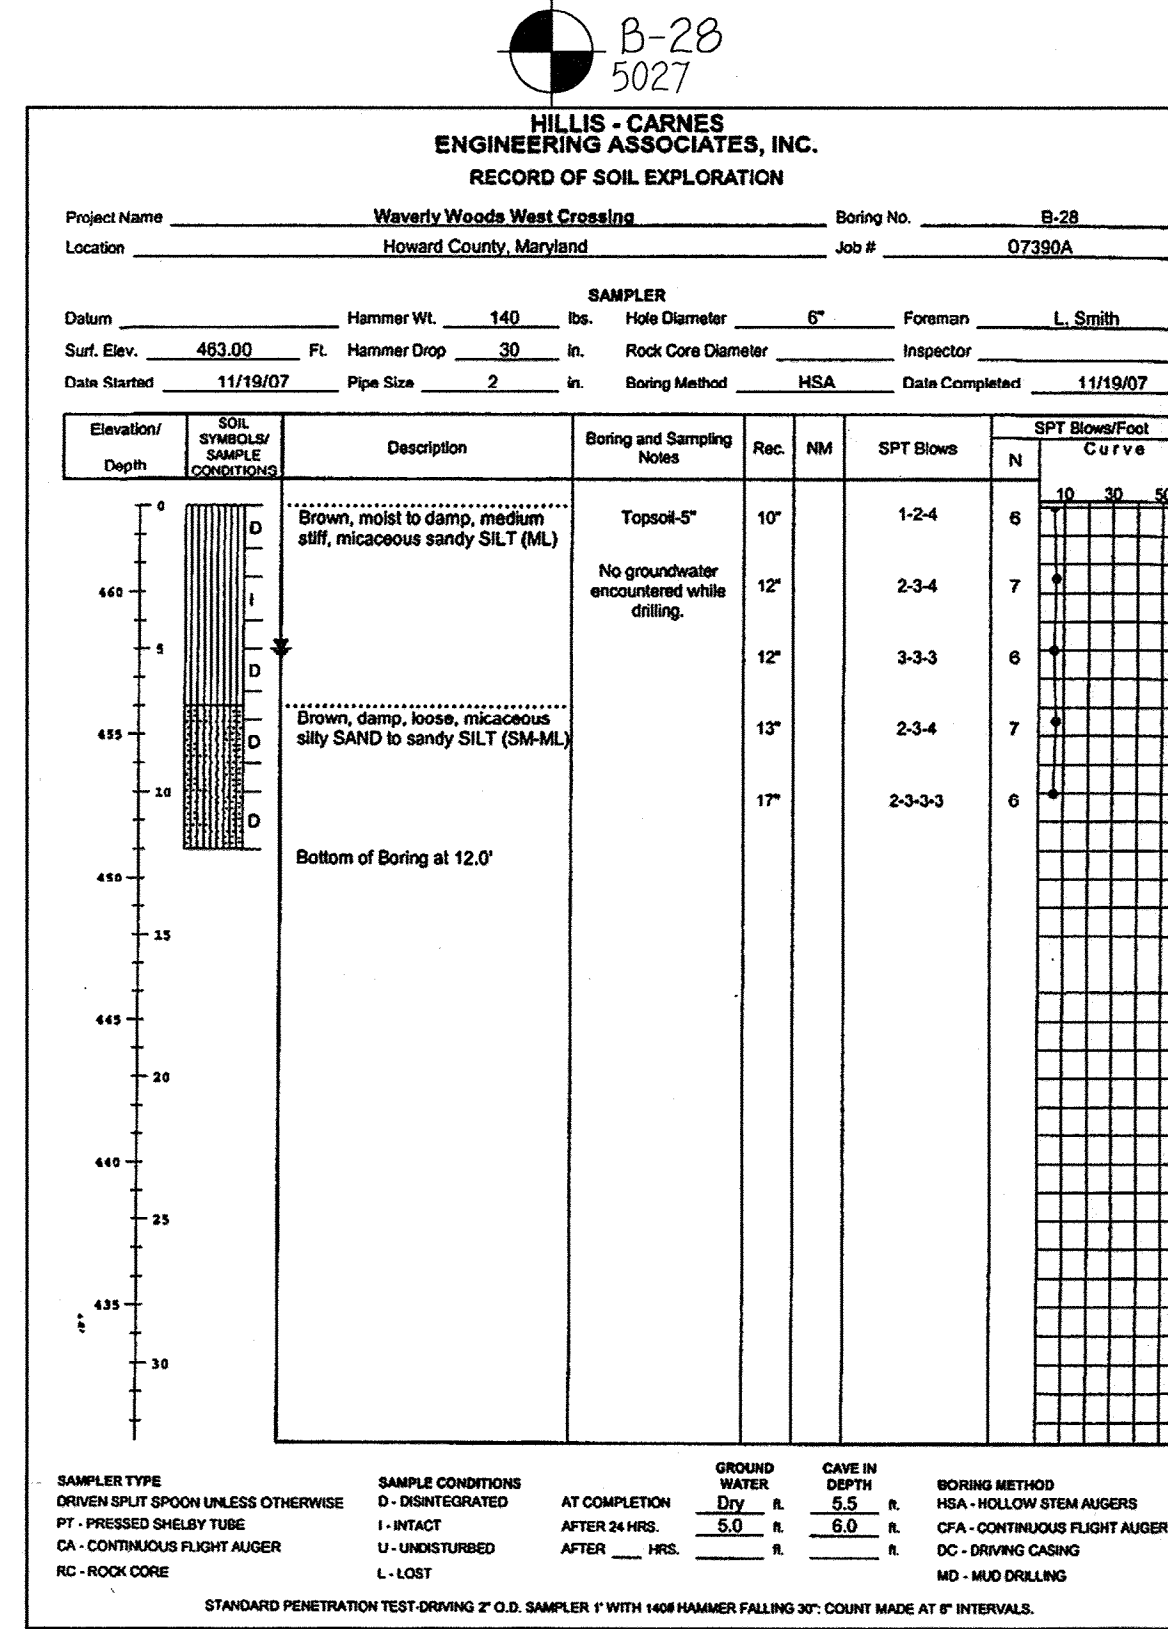 B-28
5027
HILLIS - CARNES
ENGINEERING ASSOCIATES, INC.
RECORD OF SOIL EXPLORATION
Project Name Waverly Woods West Crossing Boring No. B-28
Location Howard County, Maryland Job # 07390A
SAMPLER
Datum Hammer Wt. 140 lbs. Hole Diameter 6" Foreman L. Smith
Surf. Elev. 463.00 Ft. Hammer Drop 30 in. Rock Core Diameter Inspector
Date Started 11/19/07 Pipe Size 2 in. Boring Method HSA Date Completed 11/19/07
Elevation/ Depth SOIL SYMBOLS/ SAMPLE CONDITIONS Description Boring and Sampling Notes Rec. NM SPT Blows N SPT Blows/Foot Curve
10 30 50
0 D Brown, moist to damp, medium Topsoil-5" 10" 1-2-4 6
stiff, micaceous sandy SILT (ML)
No groundwater
460 I encountered while 12" 2-3-4 7
drilling.
5 D 12" 3-3-3 6
Brown, damp, loose, micaceous
455 D silty SAND to sandy SILT (SM-ML) 13" 2-3-4 7
10 D 17" 2-3-3-3 6
Bottom of Boring at 12.0'
450
15
445
20
440
25
435
30
SAMPLER TYPE
DRIVEN SPLIT SPOON UNLESS OTHERWISE
PT - PRESSED SHELBY TUBE
CA - CONTINUOUS FLIGHT AUGER
RC - ROCK CORE
SAMPLE CONDITIONS
D - DISINTEGRATED
I - INTACT
U - UNDISTURBED
L - LOST
GROUND WATER CAVE IN DEPTH
AT COMPLETION Dry ft. 5.5 ft.
AFTER 24 HRS. 5.0 ft. 6.0 ft.
AFTER HRS. ft. ft.
BORING METHOD
HSA - HOLLOW STEM AUGERS
CFA - CONTINUOUS FLIGHT AUGER
DC - DRIVING CASING
MD - MUD DRILLING
STANDARD PENETRATION TEST-DRIVING 2" O.D. SAMPLER 1' WITH 140# HAMMER FALLING 30": COUNT MADE AT 6" INTERVALS.